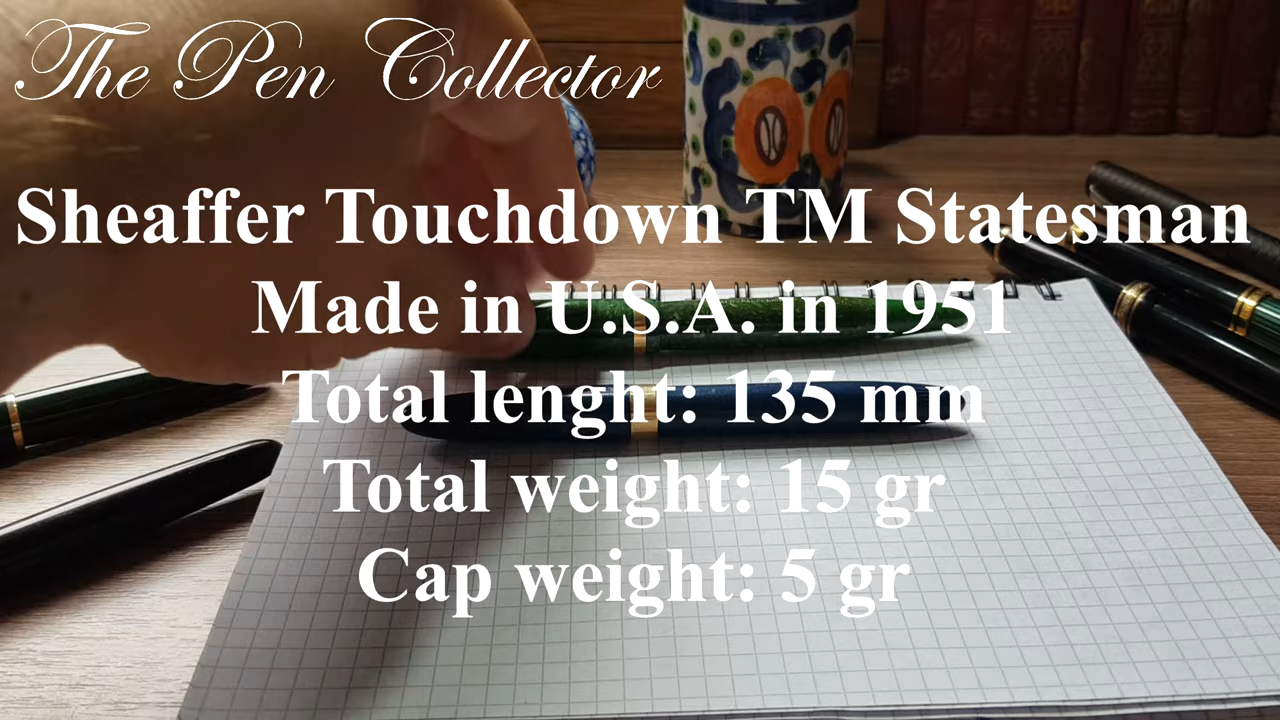 The Pen Collector
Sheaffer Touchdown TM Statesman
Made in U.S.A. in 1951
Total lenght: 135 mm
Total weight: 15 gr
Cap weight: 5 gr